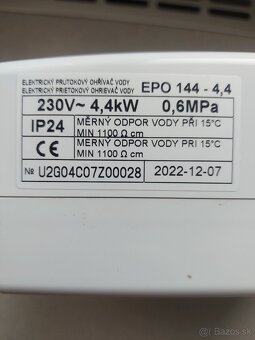 ELEKTRICKÝ PRUTOKOVÝ OHŘÍVAČ VODY
ELEKTRICKÝ PRIETOKOVÝ OHRIEVAČ VODY
EPO 144 - 4,4
230V~ 4,4kW 0,6MPa
IP24
MĚRNÝ ODPOR VODY PŘI 15°C
MIN 1100 Ω cm
CE
MERNÝ ODPOR VODY PRI 15°C
MIN 1100 Ω cm
№ U2G04C07Z00028
2022-12-07
bazos.sk